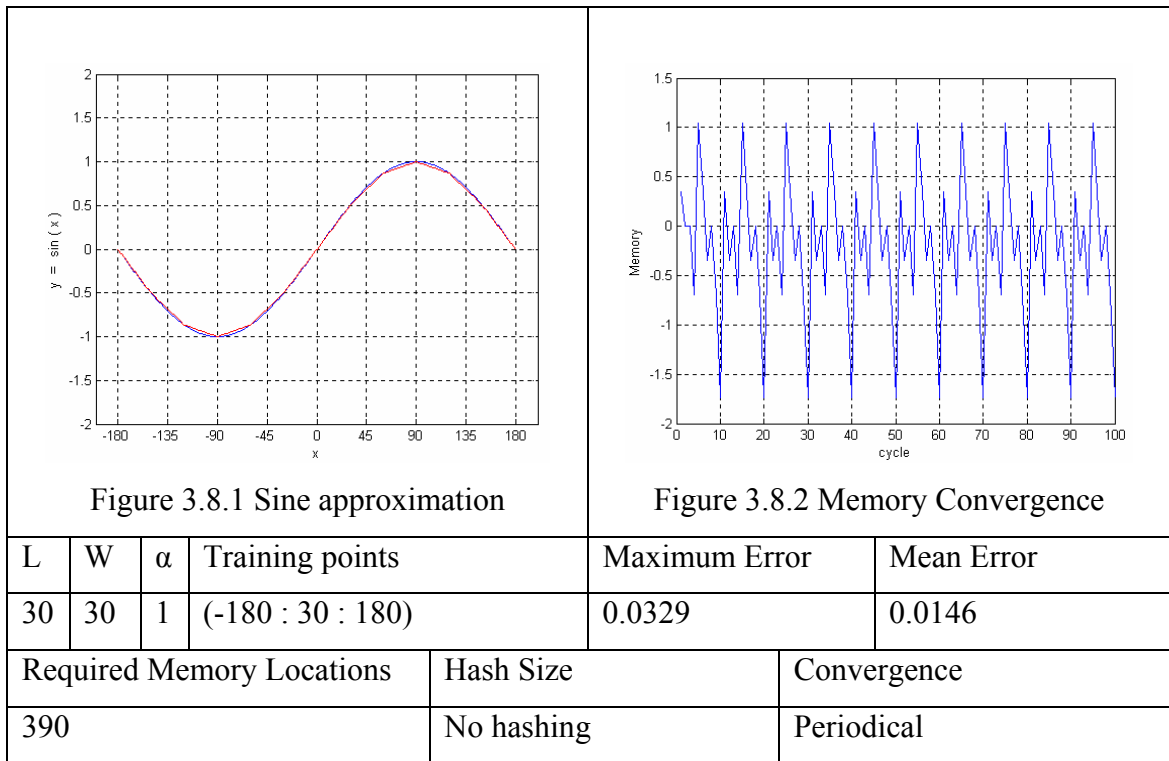 2
1.5
1
0.5
0
-0.5
-1
-1.5
-2
y = sin ( x )
-180 -135 -90 -45 0 45 90 135 180
x
Figure 3.8.1 Sine approximation
1.5
1
0.5
0
-0.5
-1
-1.5
-2
Memory
0 10 20 30 40 50 60 70 80 90 100
cycle
Figure 3.8.2 Memory Convergence
L W α Training points Maximum Error Mean Error
30 30 1 (-180 : 30 : 180) 0.0329 0.0146
Required Memory Locations Hash Size Convergence
390 No hashing Periodical